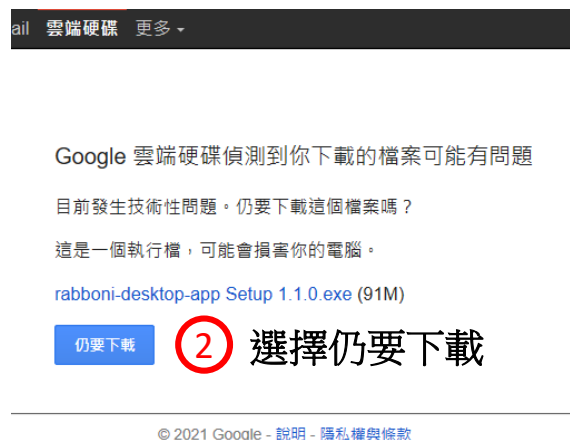 ail 雲端硬碟 更多
Google 雲端硬碟偵測到你下載的檔案可能有問題
目前發生技術性問題。仍要下載這個檔案嗎？
這是一個執行檔，可能會損害你的電腦。
rabboni-desktop-app Setup 1.1.0.exe (91M)
仍要下載 2 選擇仍要下載
© 2021 Google - 說明 - 隱私權與條款